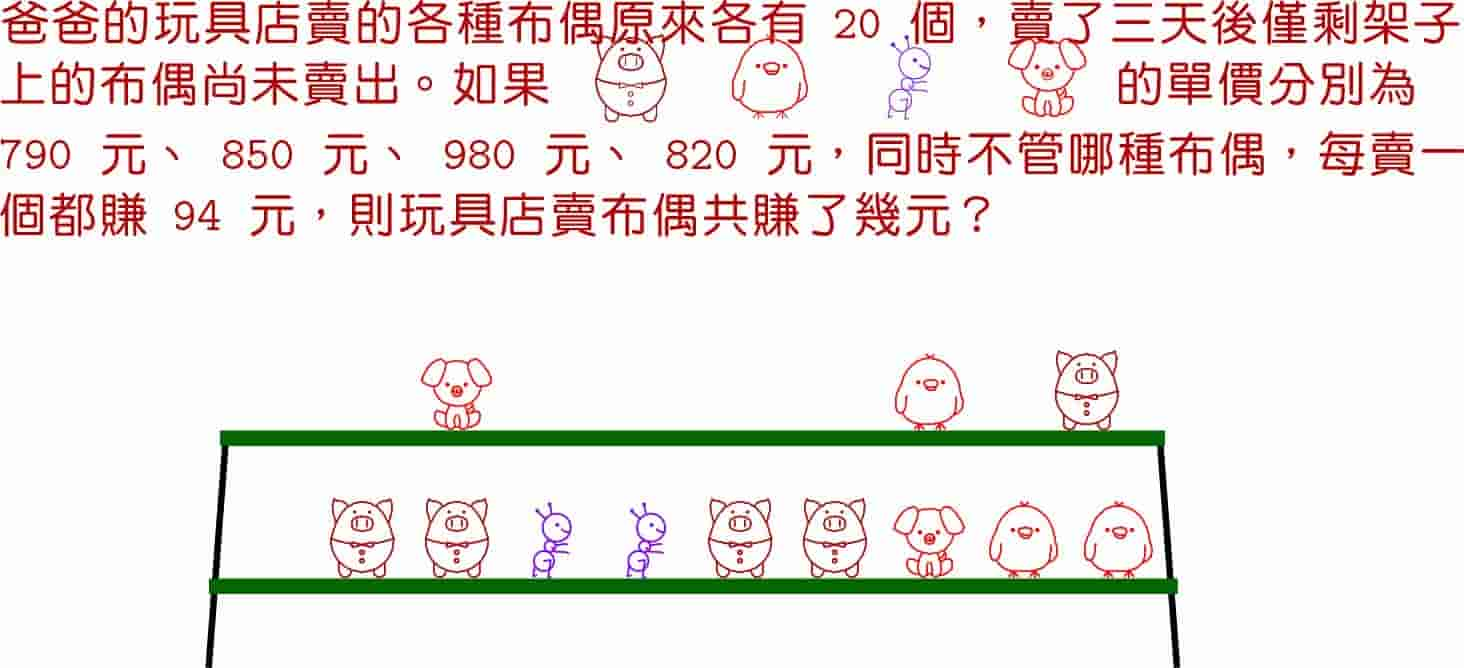 爸爸的玩具店賣的各種布偶原來各有 20 個，賣了三天後僅剩架子
上的布偶尚未賣出。如果 的單價分別為
790 元、 850 元、 980 元、 820 元，同時不管哪種布偶，每賣一
個都賺 94 元，則玩具店賣布偶共賺了幾元？